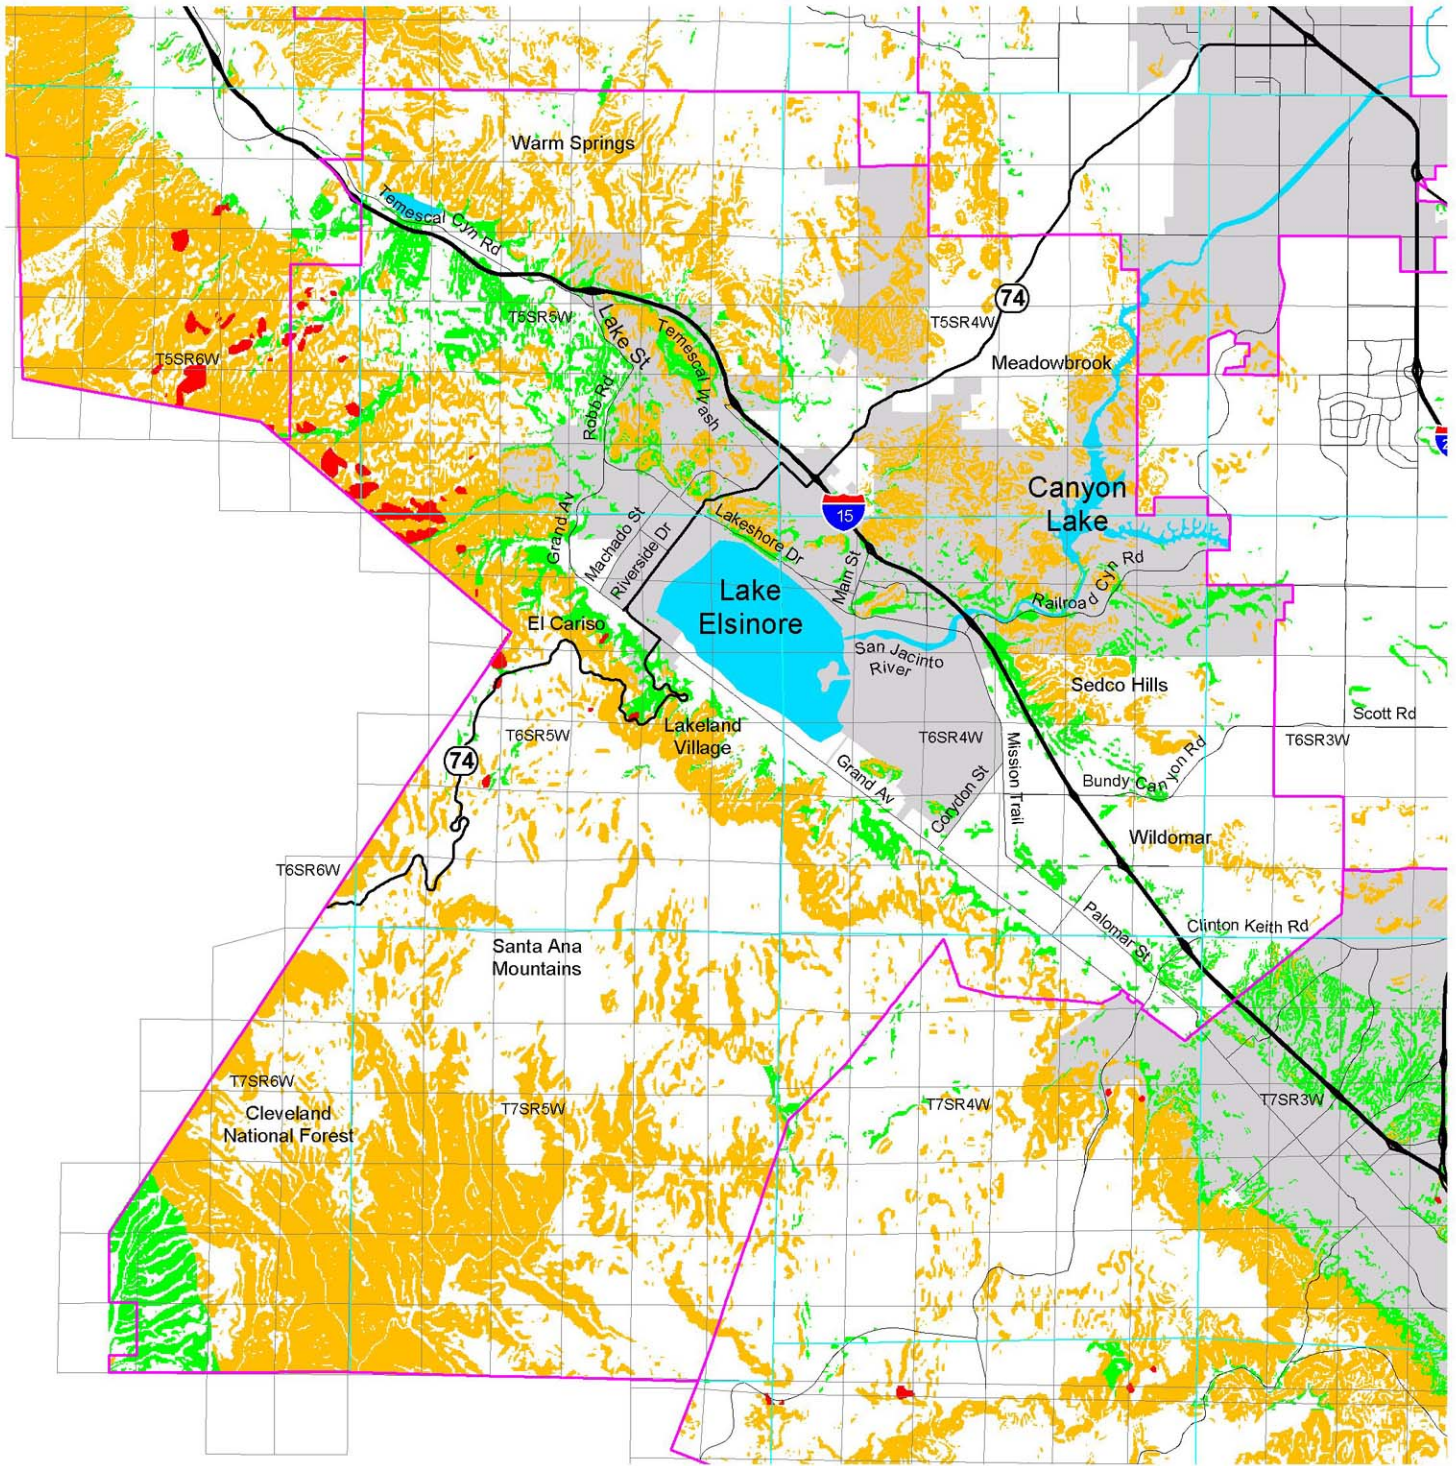 Warm Springs
Temescal Cyn Rd
74
T5SR5W
Lake St
Temescal Wash
T5SR4W
T5SR6W
Meadowbrook
Robb Rd
Canyon
Lake
15
Grand Av
Machado St
Riverside Dr
Lakeshore Dr
Main St
Railroad Cyn Rd
Lake
Elsinore
El Cariso
San Jacinto
River
Sedco Hills
Lakeland
Village
T6SR5W
T6SR4W
Scott Rd
T6SR3W
74
Grand Av
Corydon St
Mission Trail
Bundy Canyon Rd
Wildomar
T6SR6W
Palomar St
Clinton Keith Rd
Santa Ana
Mountains
T7SR6W
Cleveland
National Forest
T7SR5W
T7SR4W
T7SR3W